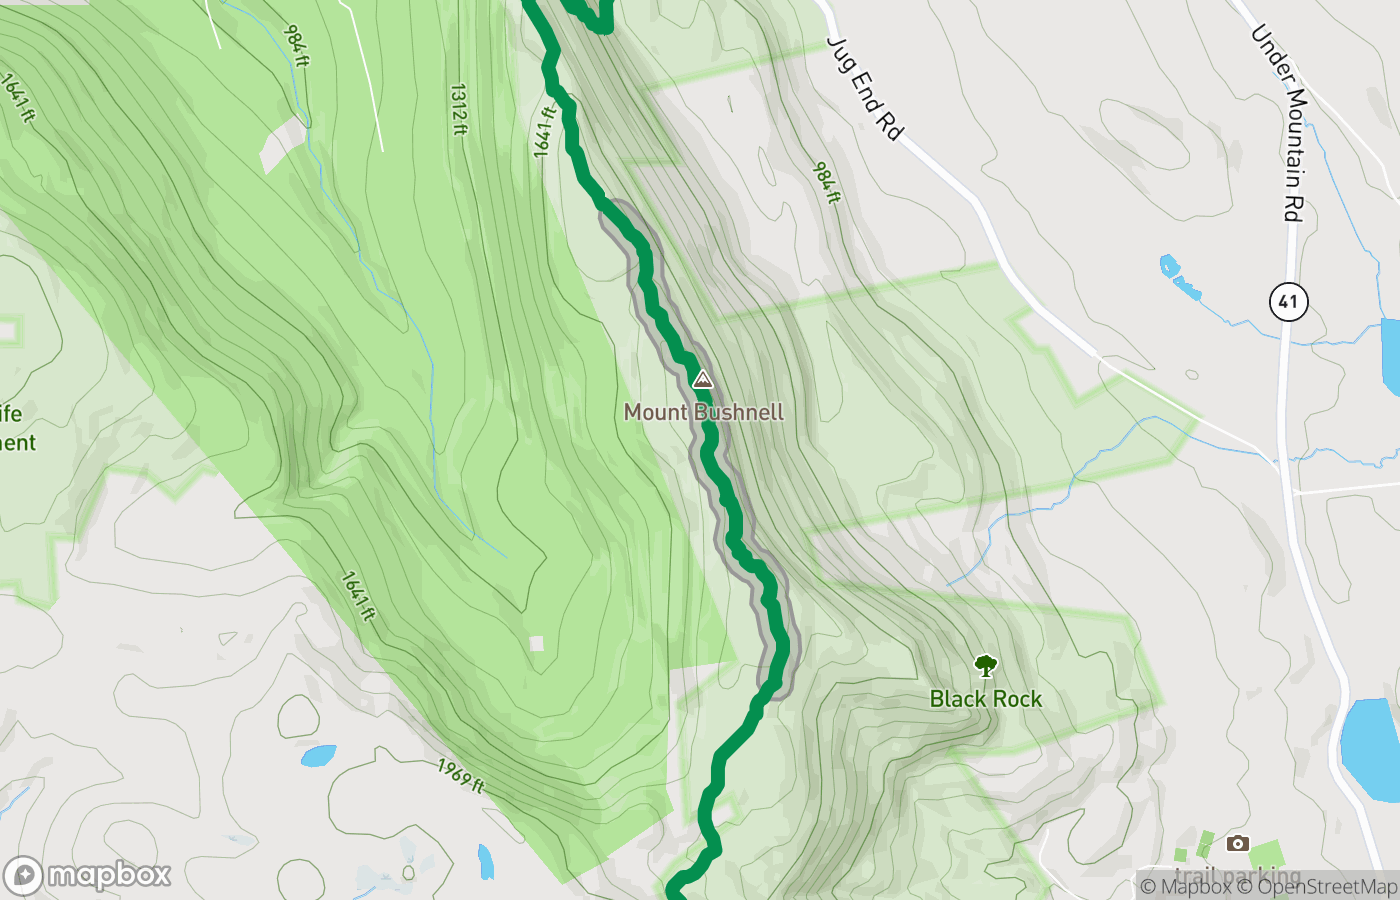 984 ft
1641 ft
1312 ft
1641 ft
Jug End Rd
Under Mountain Rd
984 ft
41
Mount Bushnell
ife
ment
1641 ft
Black Rock
1969 ft
mapbox
trail parking
© Mapbox © OpenStreetMap